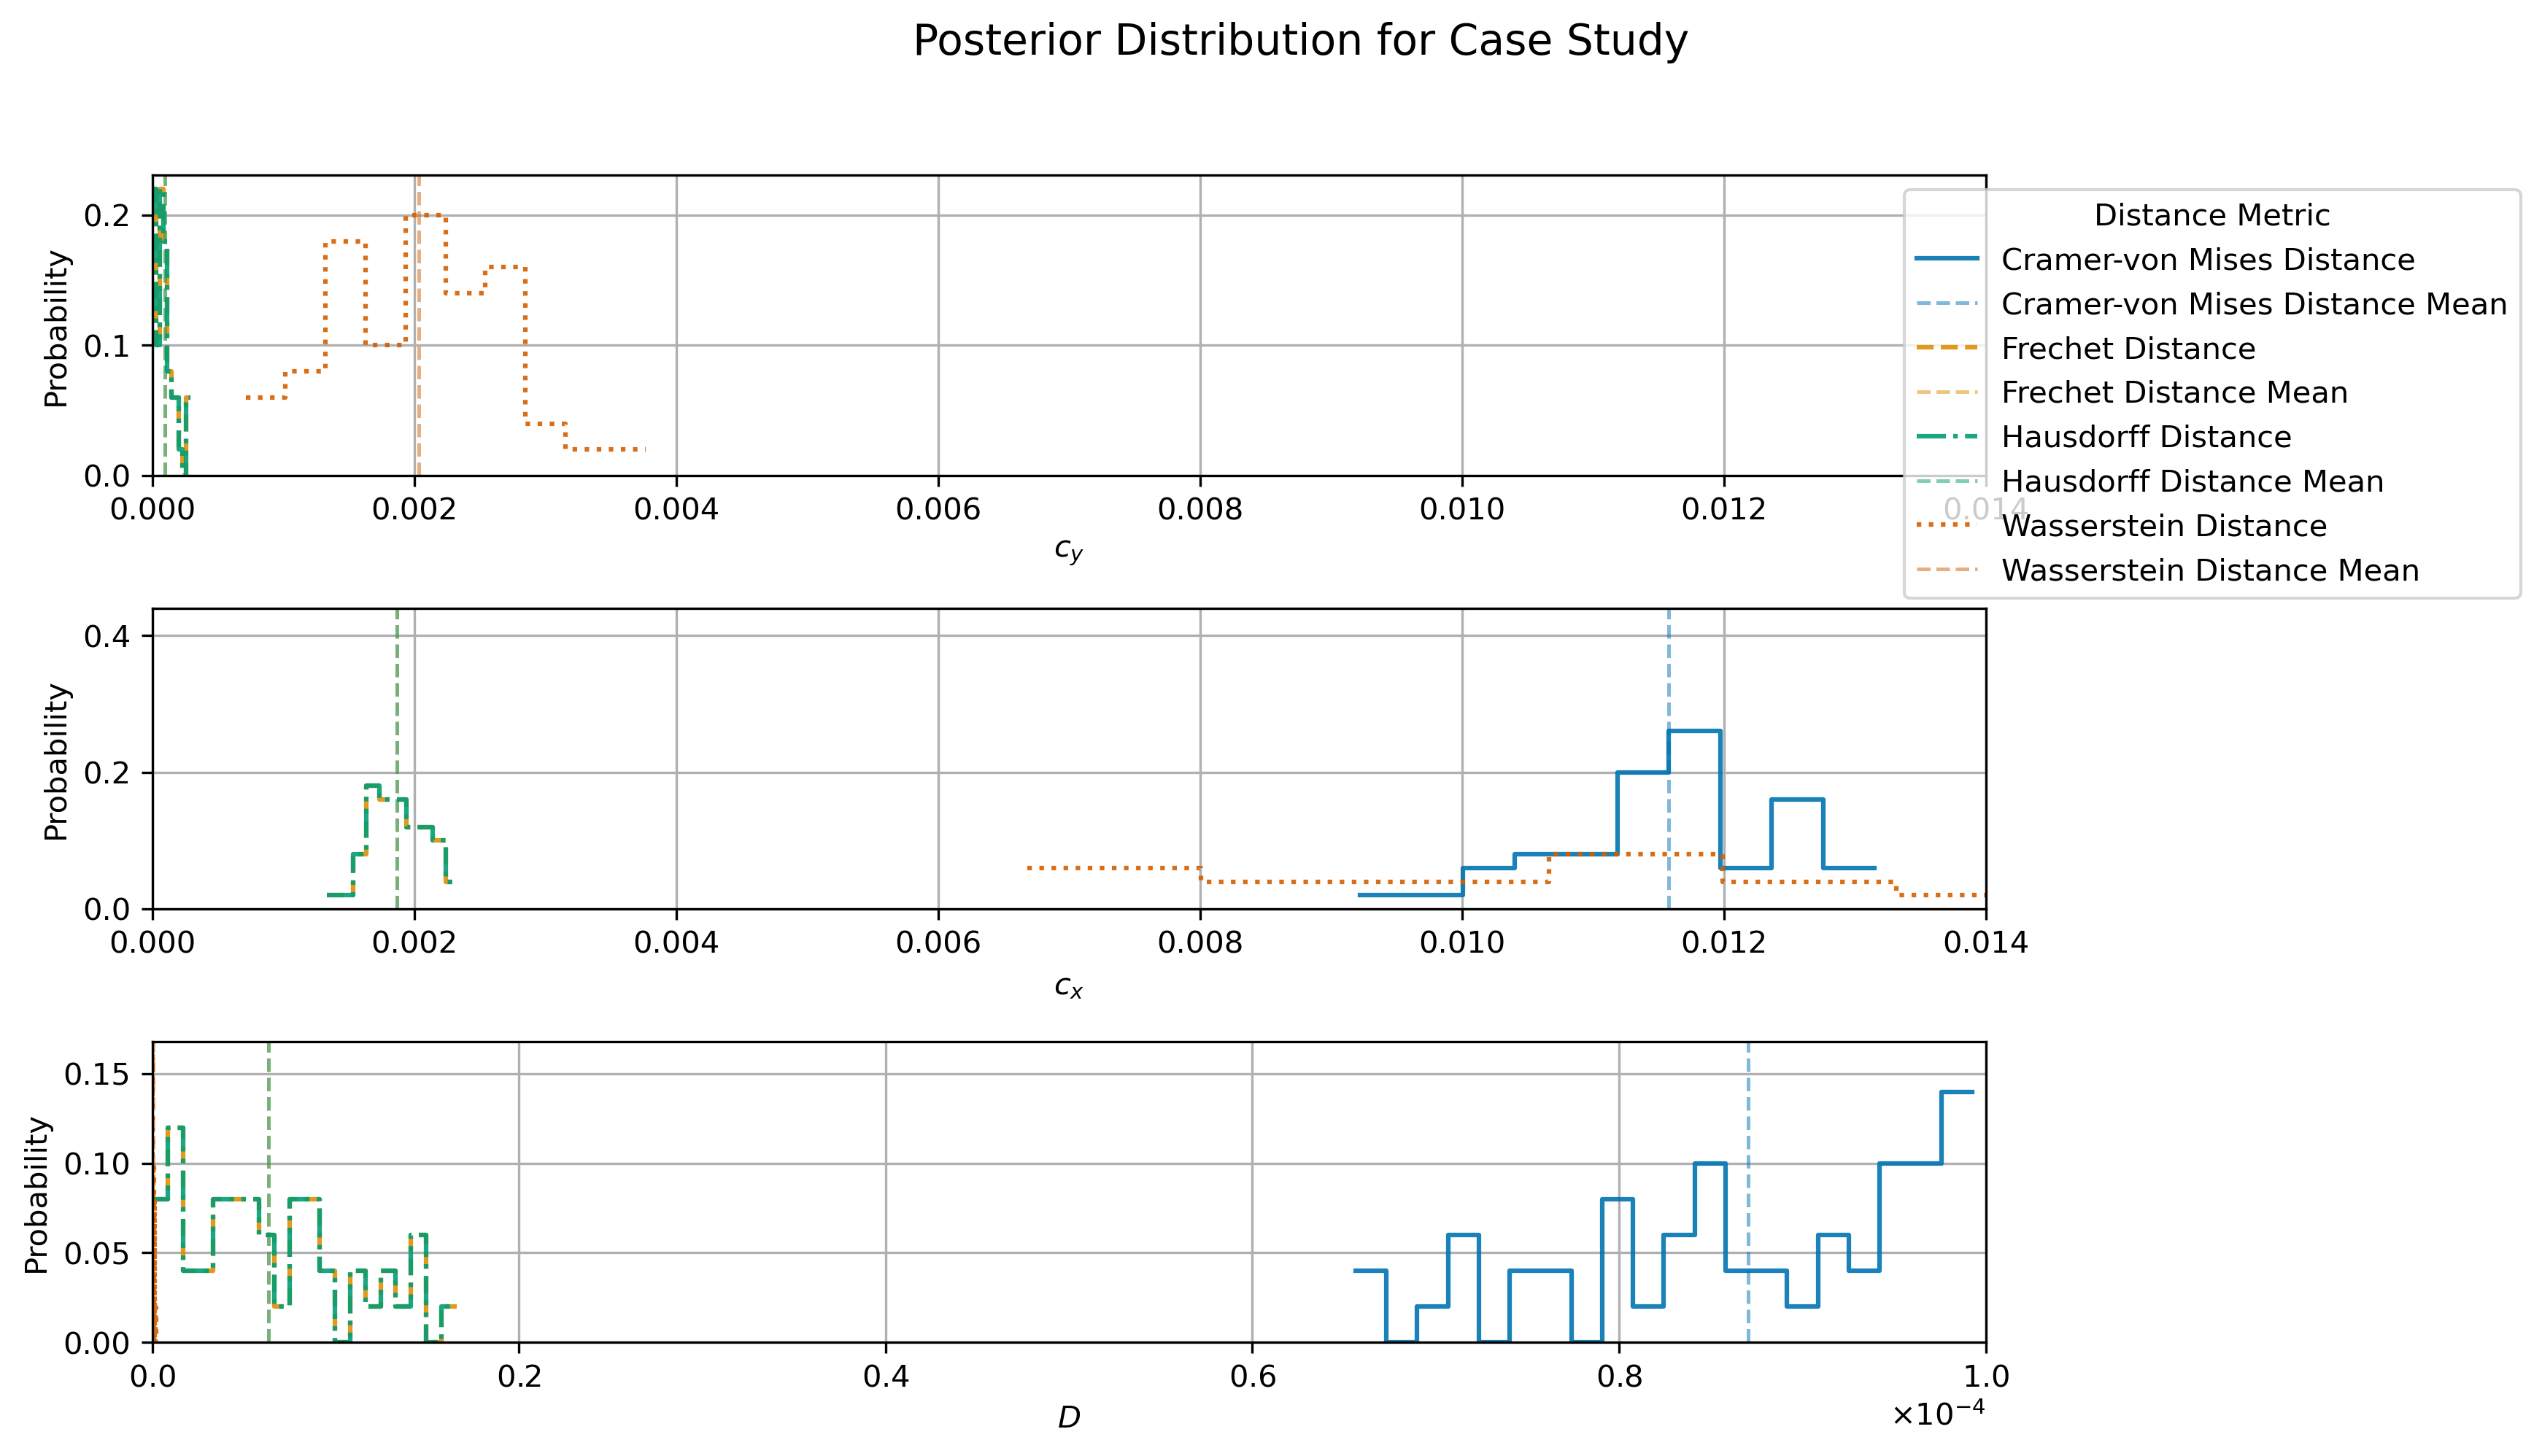 Posterior Distribution for Case Study
Probability
0.2
0.1
0.0
0.000 0.002 0.004 0.006 0.008 0.010 0.012 0.014
c_y
Distance Metric
Cramer-von Mises Distance
Cramer-von Mises Distance Mean
Frechet Distance
Frechet Distance Mean
Hausdorff Distance
Hausdorff Distance Mean
Wasserstein Distance
Wasserstein Distance Mean
Probability
0.4
0.2
0.0
0.000 0.002 0.004 0.006 0.008 0.010 0.012 0.014
c_x
Probability
0.15
0.10
0.05
0.00
0.0 0.2 0.4 0.6 0.8 1.0
×10⁻⁴
D